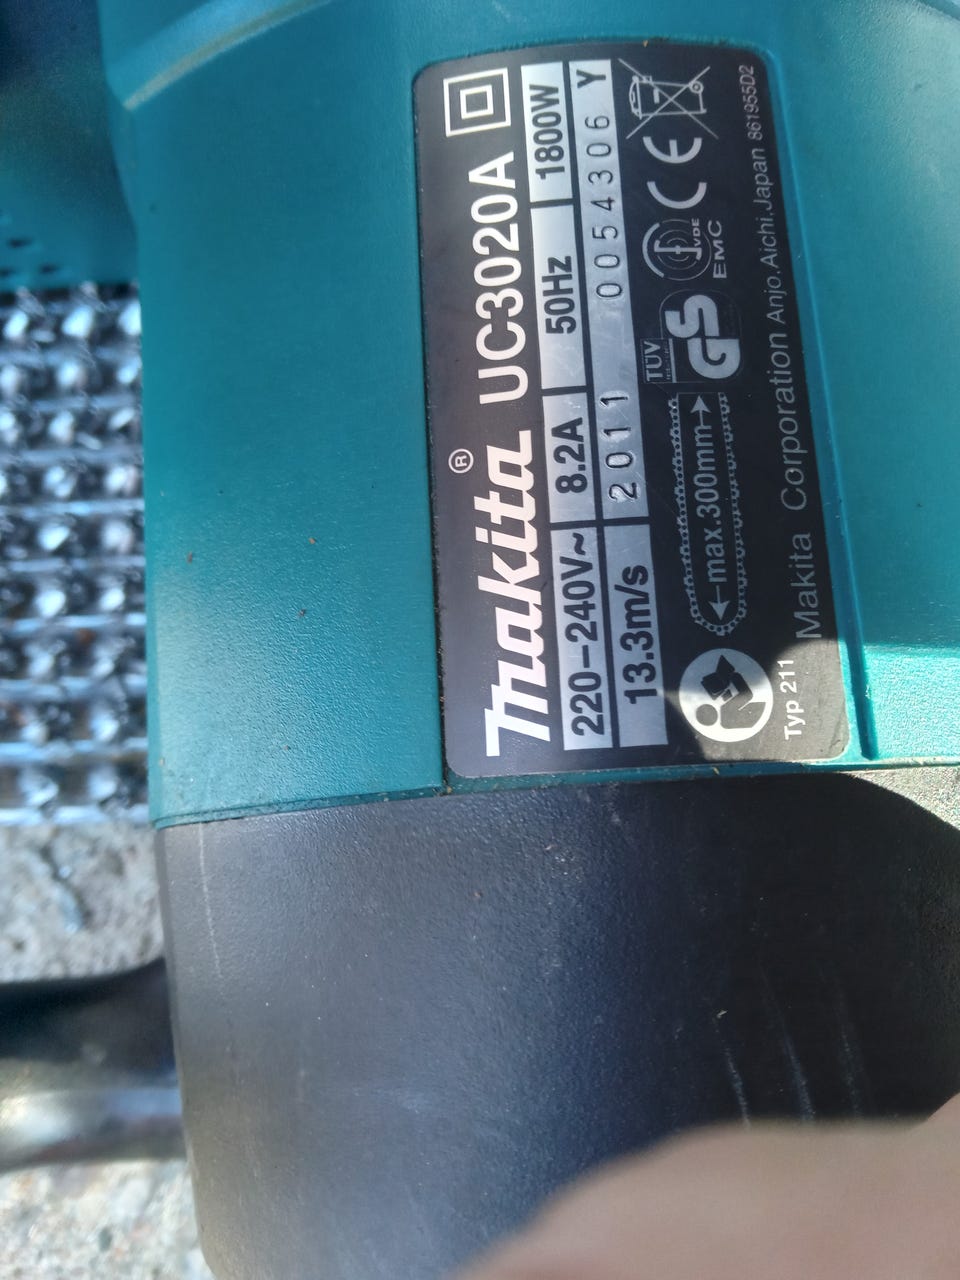 makita® UC3020A
220-240V~ 8.2A 50Hz 1800W
13.3m/s 2011 0054306 Y
max.300mm
TÜV
GS
VDE
EMC
CE
Typ 211
Makita Corporation Anjo,Aichi,Japan 861955D2